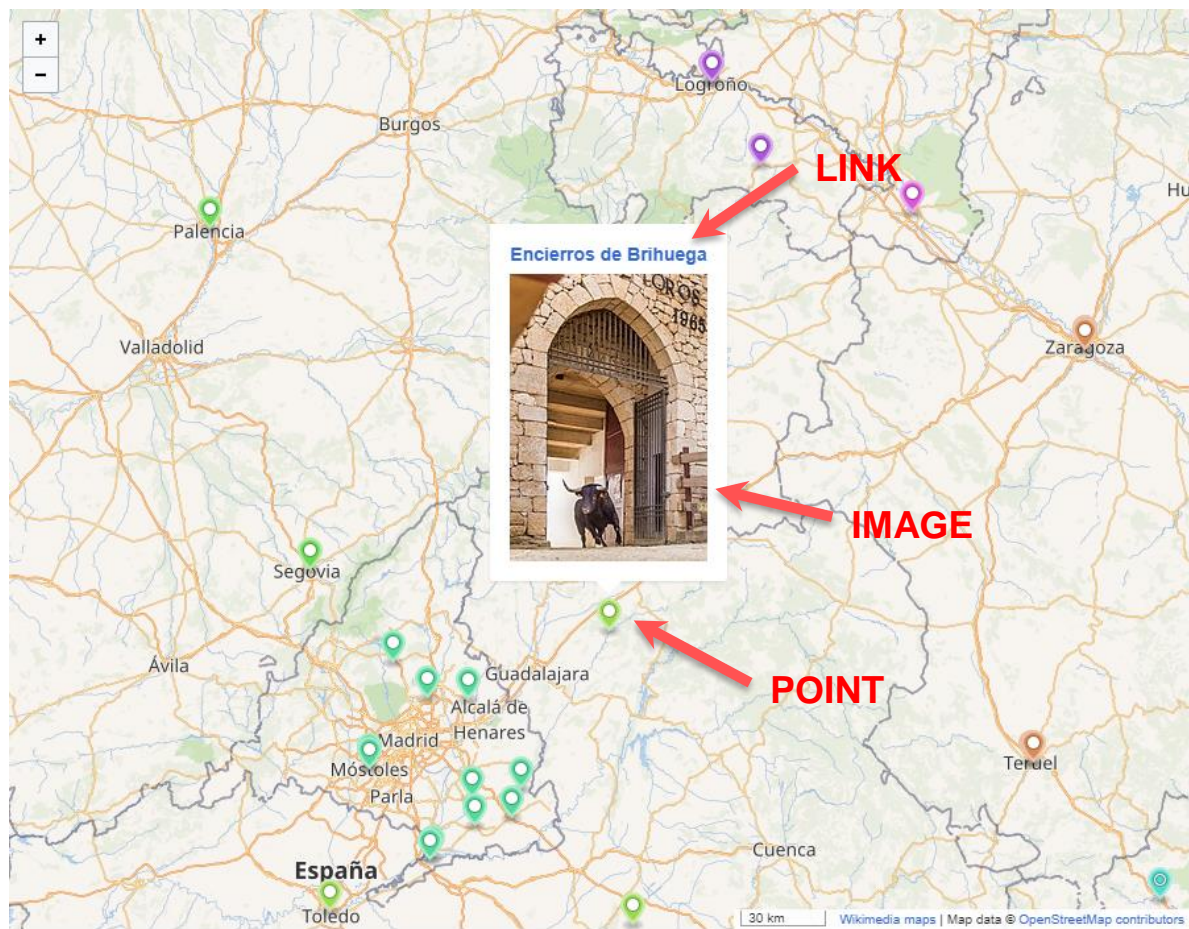 +
−
Logroño
Burgos
LINK
Hu
Palencia
Encierros de Brihuega
TOROS
1965
Valladolid
Zaragoza
IMAGE
Segovia
Ávila
Guadalajara
POINT
Alcalá de
Henares
Madrid
Móstoles
Teruel
Parla
Cuenca
España
Toledo
30 km
Wikimedia maps | Map data © OpenStreetMap contributors